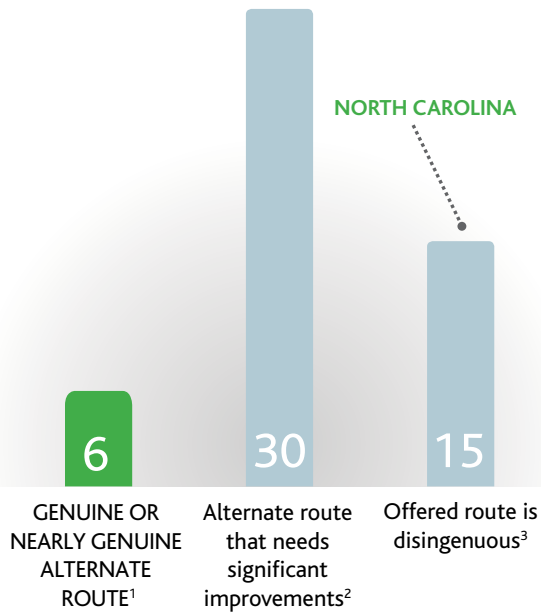 NORTH CAROLINA
6
30
15
GENUINE OR
NEARLY GENUINE
ALTERNATE
ROUTE¹
Alternate route
that needs
significant
improvements²
Offered route is
disingenuous³